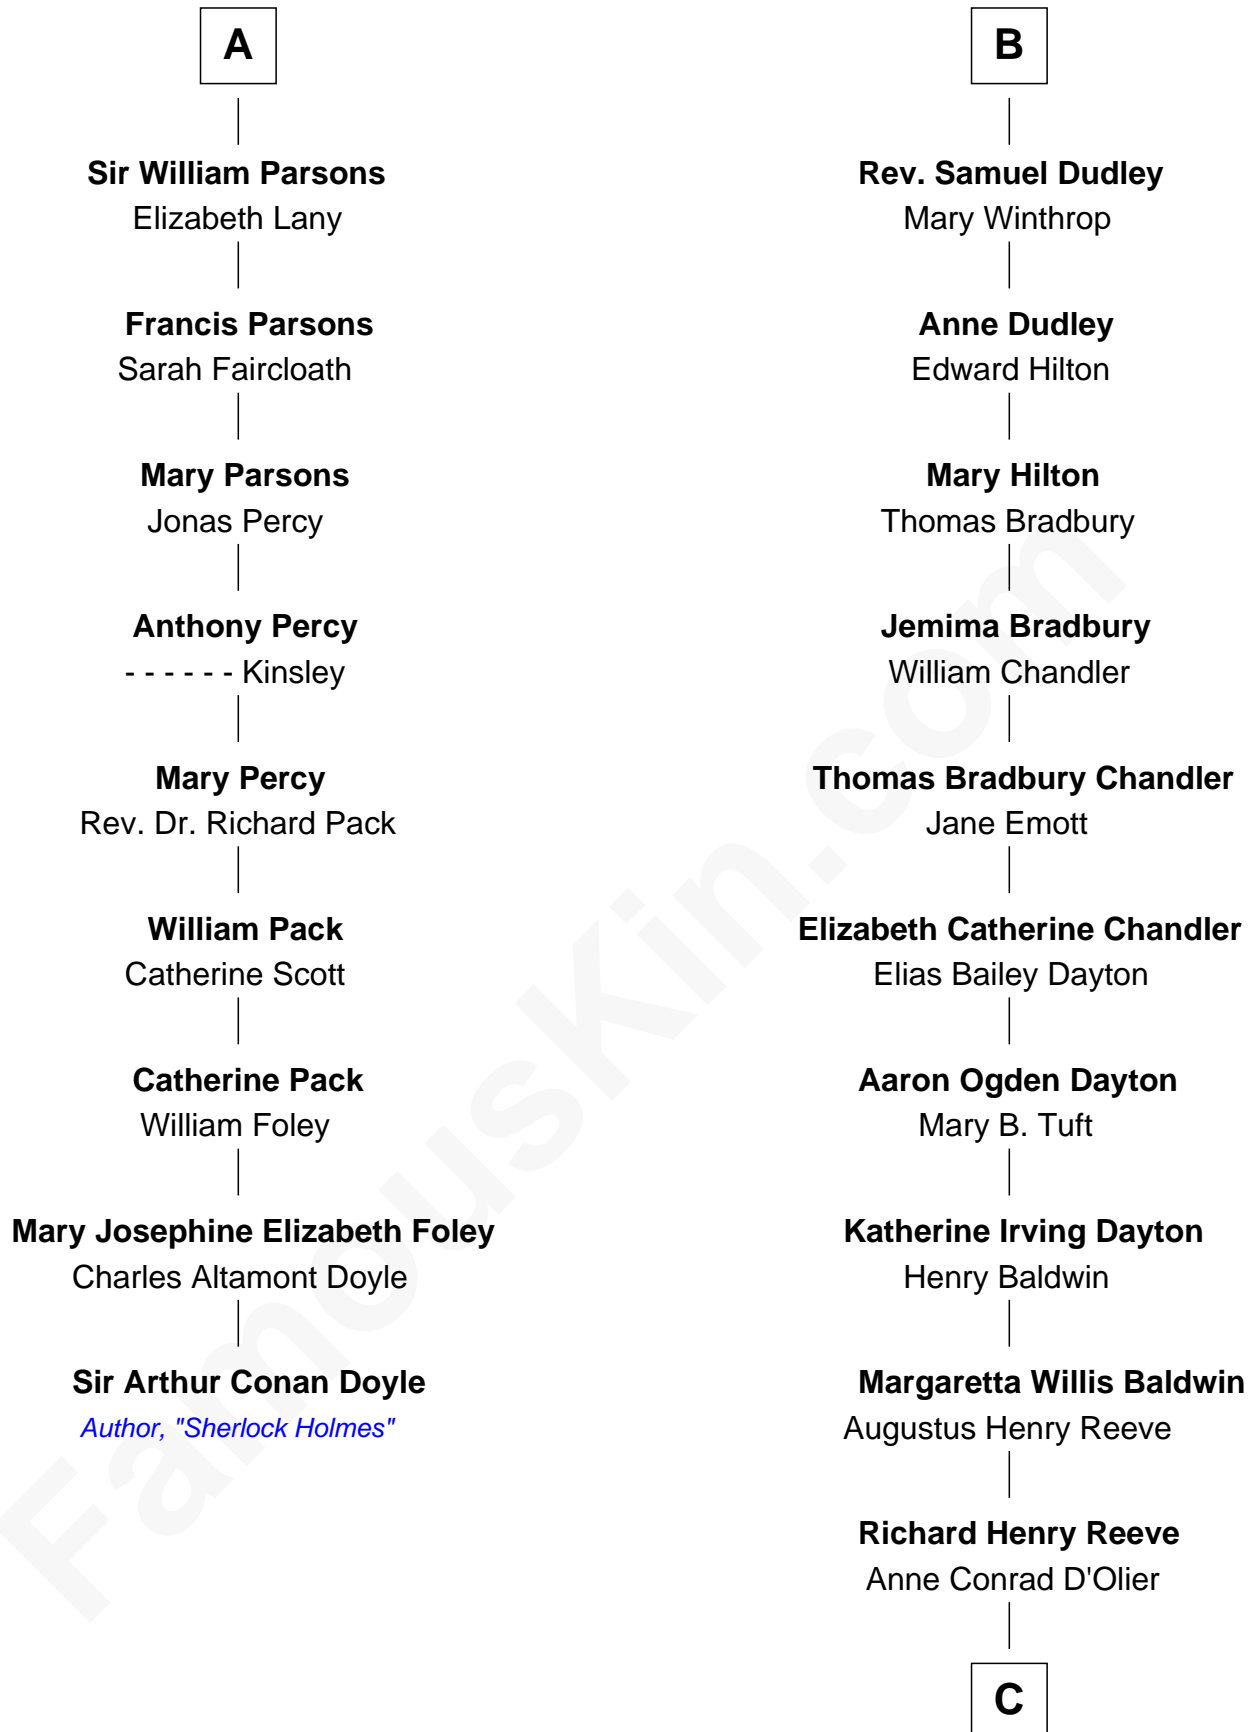 A
Sir William Parsons
Elizabeth Lany
Francis Parsons
Sarah Faircloath
Mary Parsons
Jonas Percy
Anthony Percy
- - - - - - Kinsley
Mary Percy
Rev. Dr. Richard Pack
William Pack
Catherine Scott
Catherine Pack
William Foley
Mary Josephine Elizabeth Foley
Charles Altamont Doyle
Sir Arthur Conan Doyle
Author, "Sherlock Holmes"
B
Rev. Samuel Dudley
Mary Winthrop
Anne Dudley
Edward Hilton
Mary Hilton
Thomas Bradbury
Jemima Bradbury
William Chandler
Thomas Bradbury Chandler
Jane Emott
Elizabeth Catherine Chandler
Elias Bailey Dayton
Aaron Ogden Dayton
Mary B. Tuft
Katherine Irving Dayton
Henry Baldwin
Margaretta Willis Baldwin
Augustus Henry Reeve
Richard Henry Reeve
Anne Conrad D'Olier
C
FamousKin.com